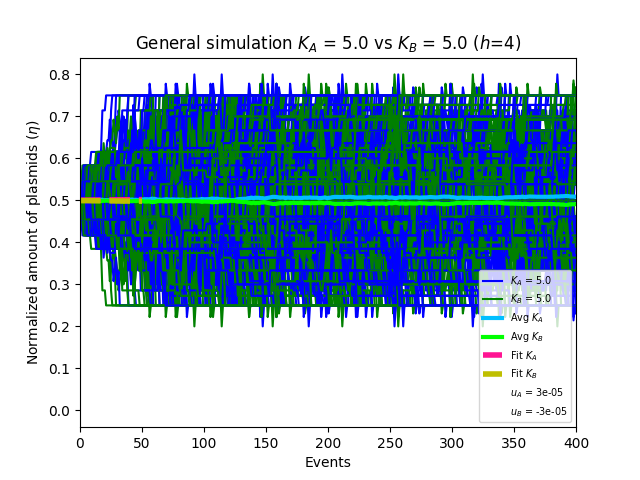 General simulation K_A = 5.0 vs K_B = 5.0 (h=4)
Normalized amount of plasmids (η)
0.8
0.7
0.6
0.5
0.4
0.3
0.2
0.1
0.0
K_A = 5.0
K_B = 5.0
Avg K_A
Avg K_B
Fit K_A
Fit K_B
u_A = 3e-05
u_B = -3e-05
0 50 100 150 200 250 300 350 400
Events